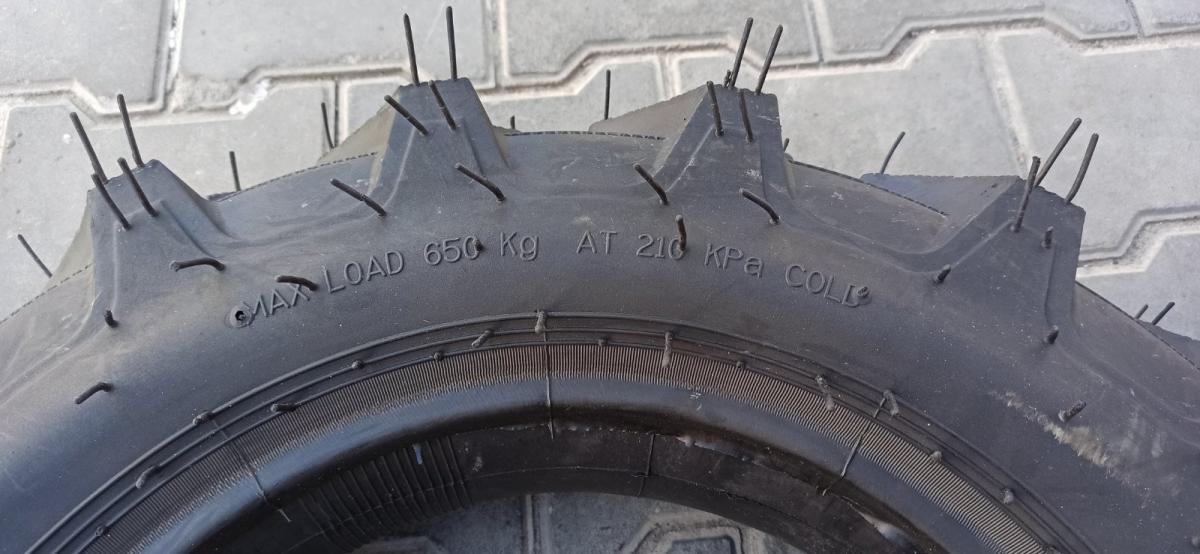 MAX LOAD 650 Kg AT 210 KPa COLD